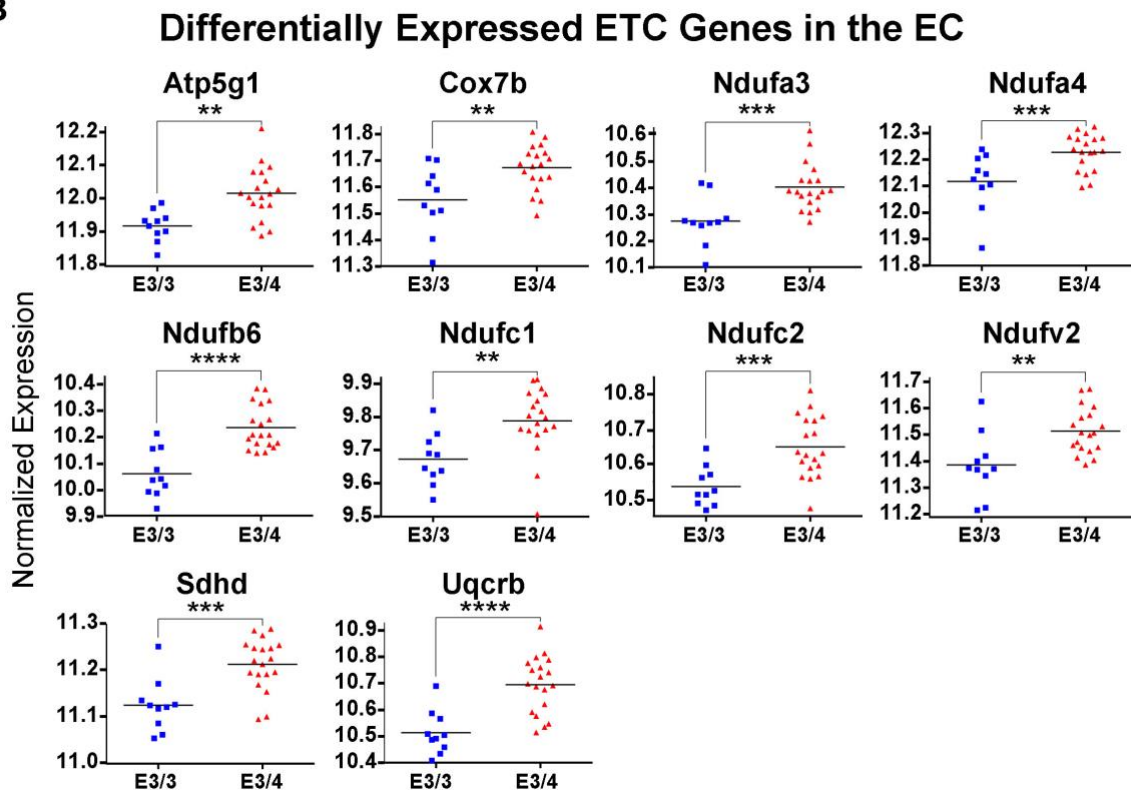 Differentially Expressed ETC Genes in the EC
Normalized Expression
Atp5g1
**
12.2
12.1
12.0
11.9
11.8
E3/3 E3/4
Cox7b
**
11.8
11.7
11.6
11.5
11.4
11.3
E3/3 E3/4
Ndufa3
***
10.6
10.5
10.4
10.3
10.2
10.1
E3/3 E3/4
Ndufa4
***
12.3
12.2
12.1
12.0
11.9
11.8
E3/3 E3/4
Ndufb6
****
10.4
10.3
10.2
10.1
10.0
9.9
E3/3 E3/4
Ndufc1
**
9.9
9.8
9.7
9.6
9.5
E3/3 E3/4
Ndufc2
***
10.8
10.7
10.6
10.5
E3/3 E3/4
Ndufv2
**
11.7
11.6
11.5
11.4
11.3
11.2
E3/3 E3/4
Sdhd
***
11.3
11.2
11.1
11.0
E3/3 E3/4
Uqcrb
****
10.9
10.8
10.7
10.6
10.5
10.4
E3/3 E3/4